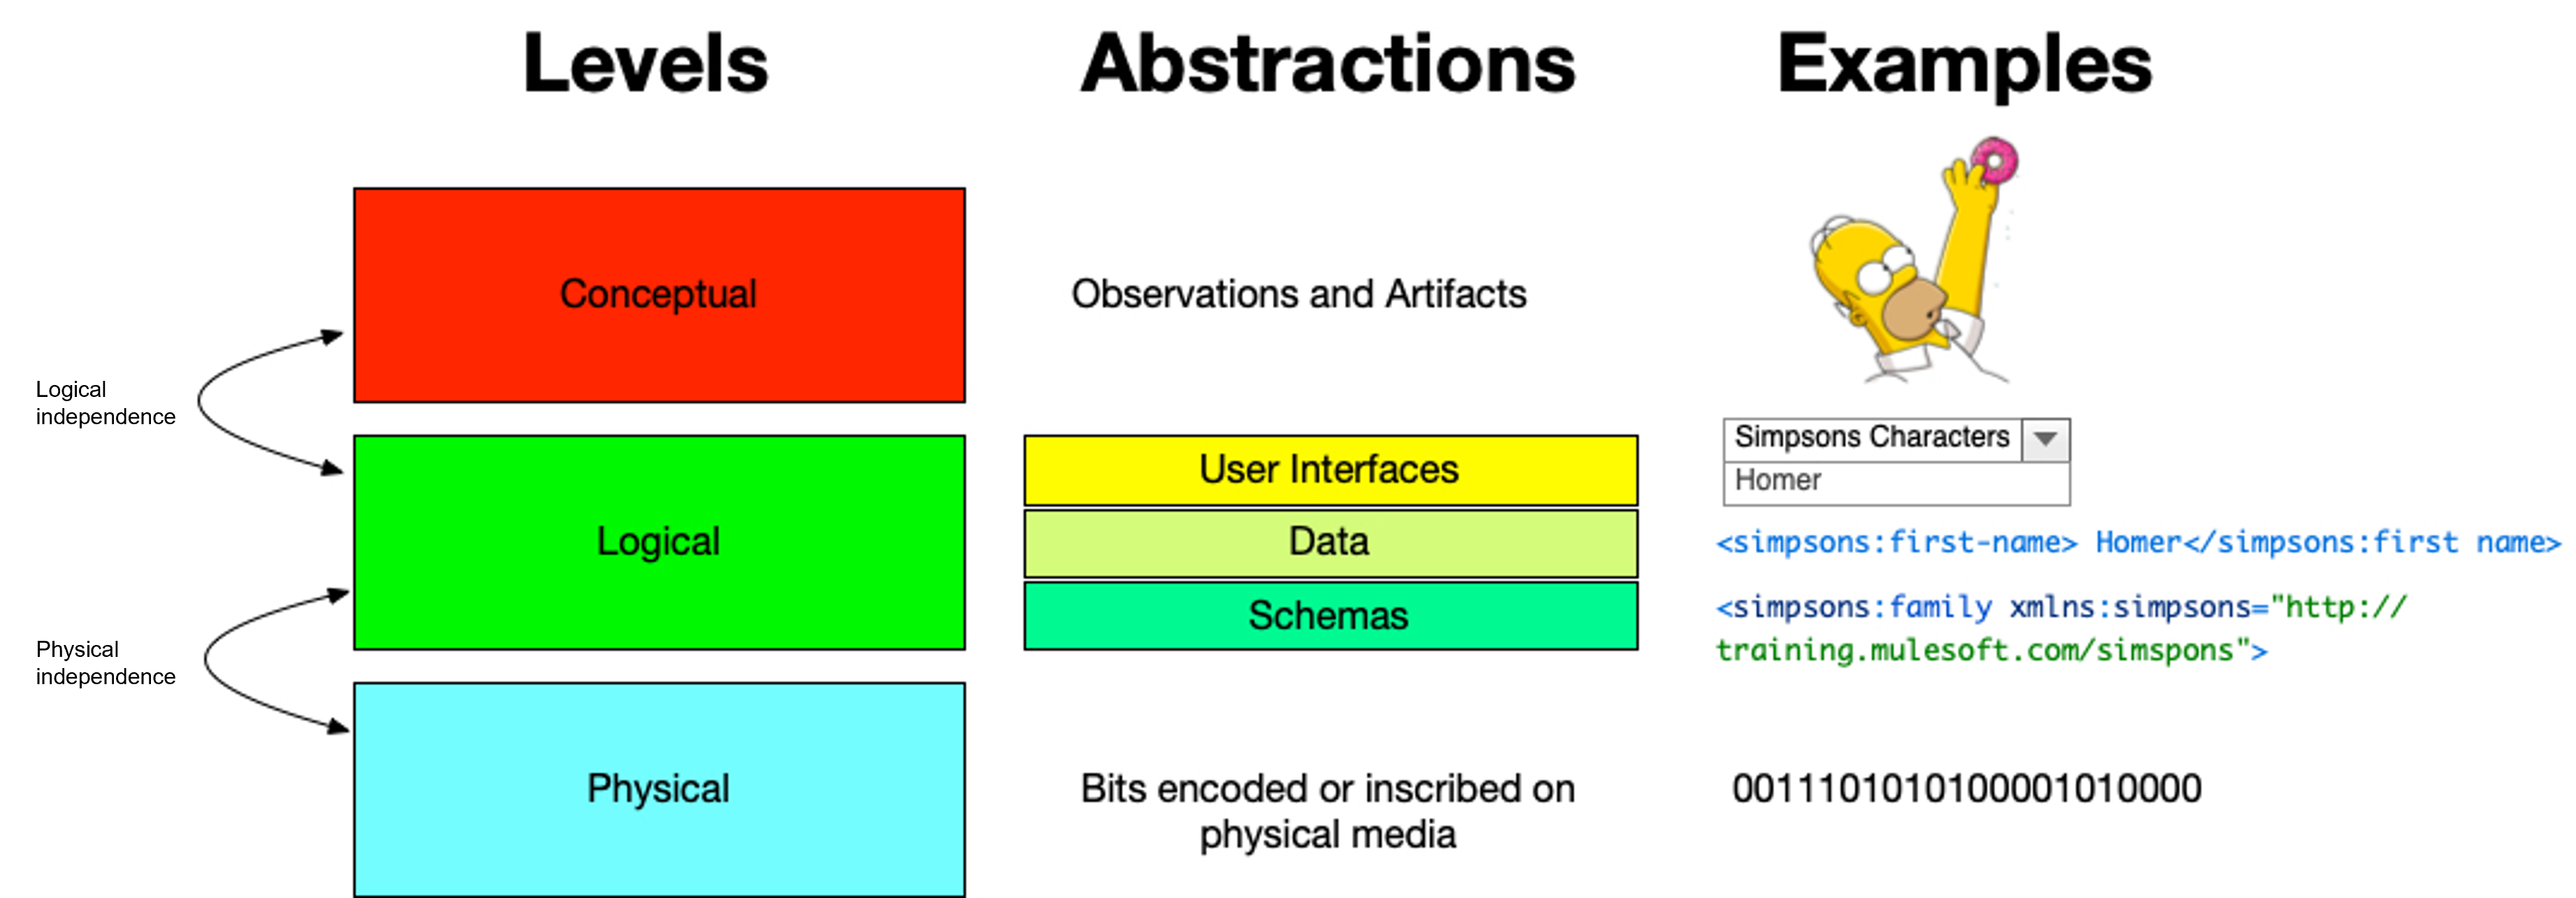 Levels
Abstractions
Examples
Conceptual
Observations and Artifacts
Logical
independence
Simpsons Characters
Homer
User Interfaces
Logical
Data
<simpsons:first-name> Homer</simpsons:first name>
Schemas
<simpsons:family xmlns:simpsons="http://
training.mulesoft.com/simspons">
Physical
independence
Physical
Bits encoded or inscribed on
physical media
0011101010100001010000